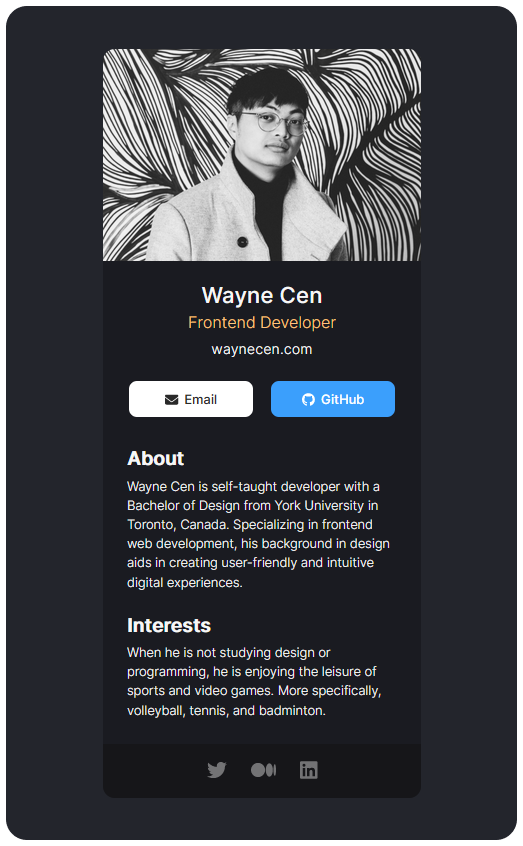 Wayne Cen
Frontend Developer
waynecen.com
Email
GitHub
About
Wayne Cen is self-taught developer with a
Bachelor of Design from York University in
Toronto, Canada. Specializing in frontend
web development, his background in design
aids in creating user-friendly and intuitive
digital experiences.
Interests
When he is not studying design or
programming, he is enjoying the leisure of
sports and video games. More specifically,
volleyball, tennis, and badminton.
in